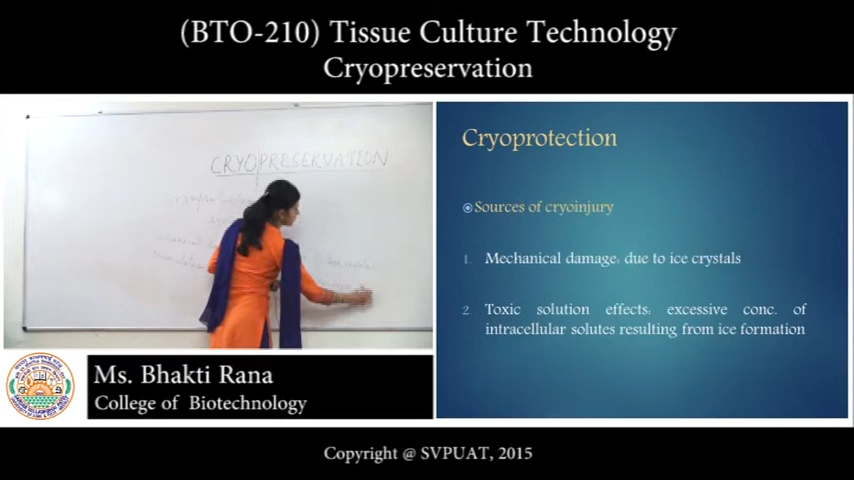 (BTO-210) Tissue Culture Technology
Cryopreservation
CRYOPRESERVATION
Cryoprotection
Sources of cryoinjury
1. Mechanical damage: due to ice crystals
2. Toxic solution effects: excessive conc. of
intracellular solutes resulting from ice formation
Ms. Bhakti Rana
College of Biotechnology
Copyright @ SVPUAT, 2015